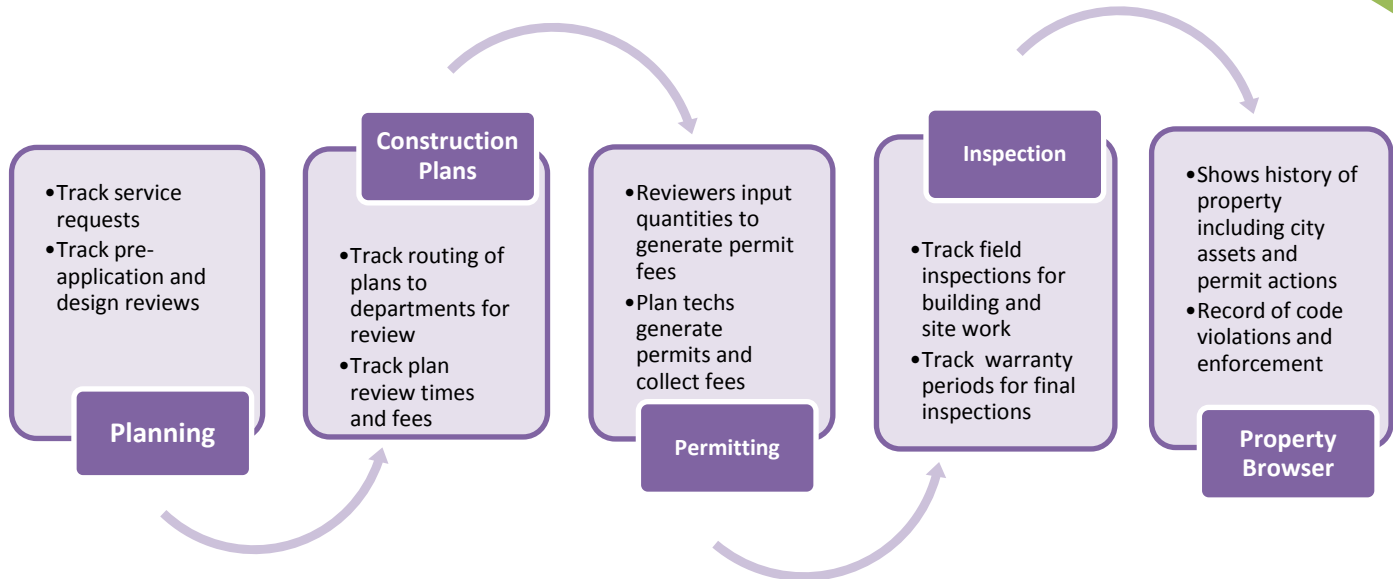 •Track service
requests
•Track pre-
application and
design reviews
Planning
Construction
Plans
•Track routing of
plans to
departments for
review
•Track plan
review times
and fees
•Reviewers input
quantities to
generate permit
fees
•Plan techs
generate
permits and
collect fees
Permitting
Inspection
•Track field
inspections for
building and
site work
•Track warranty
periods for final
inspections
•Shows history of
property
including city
assets and
permit actions
•Record of code
violations and
enforcement
Property
Browser